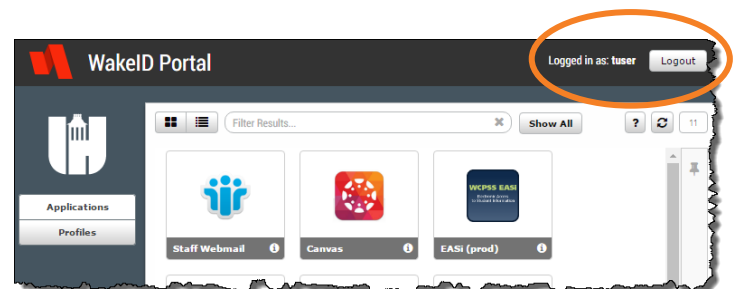 WakeID Portal
Logged in as: tuser
Logout
Filter Results...
Show All
?
11
Applications
Profiles
WCPSS EASi
Staff Webmail
Canvas
EASi (prod)